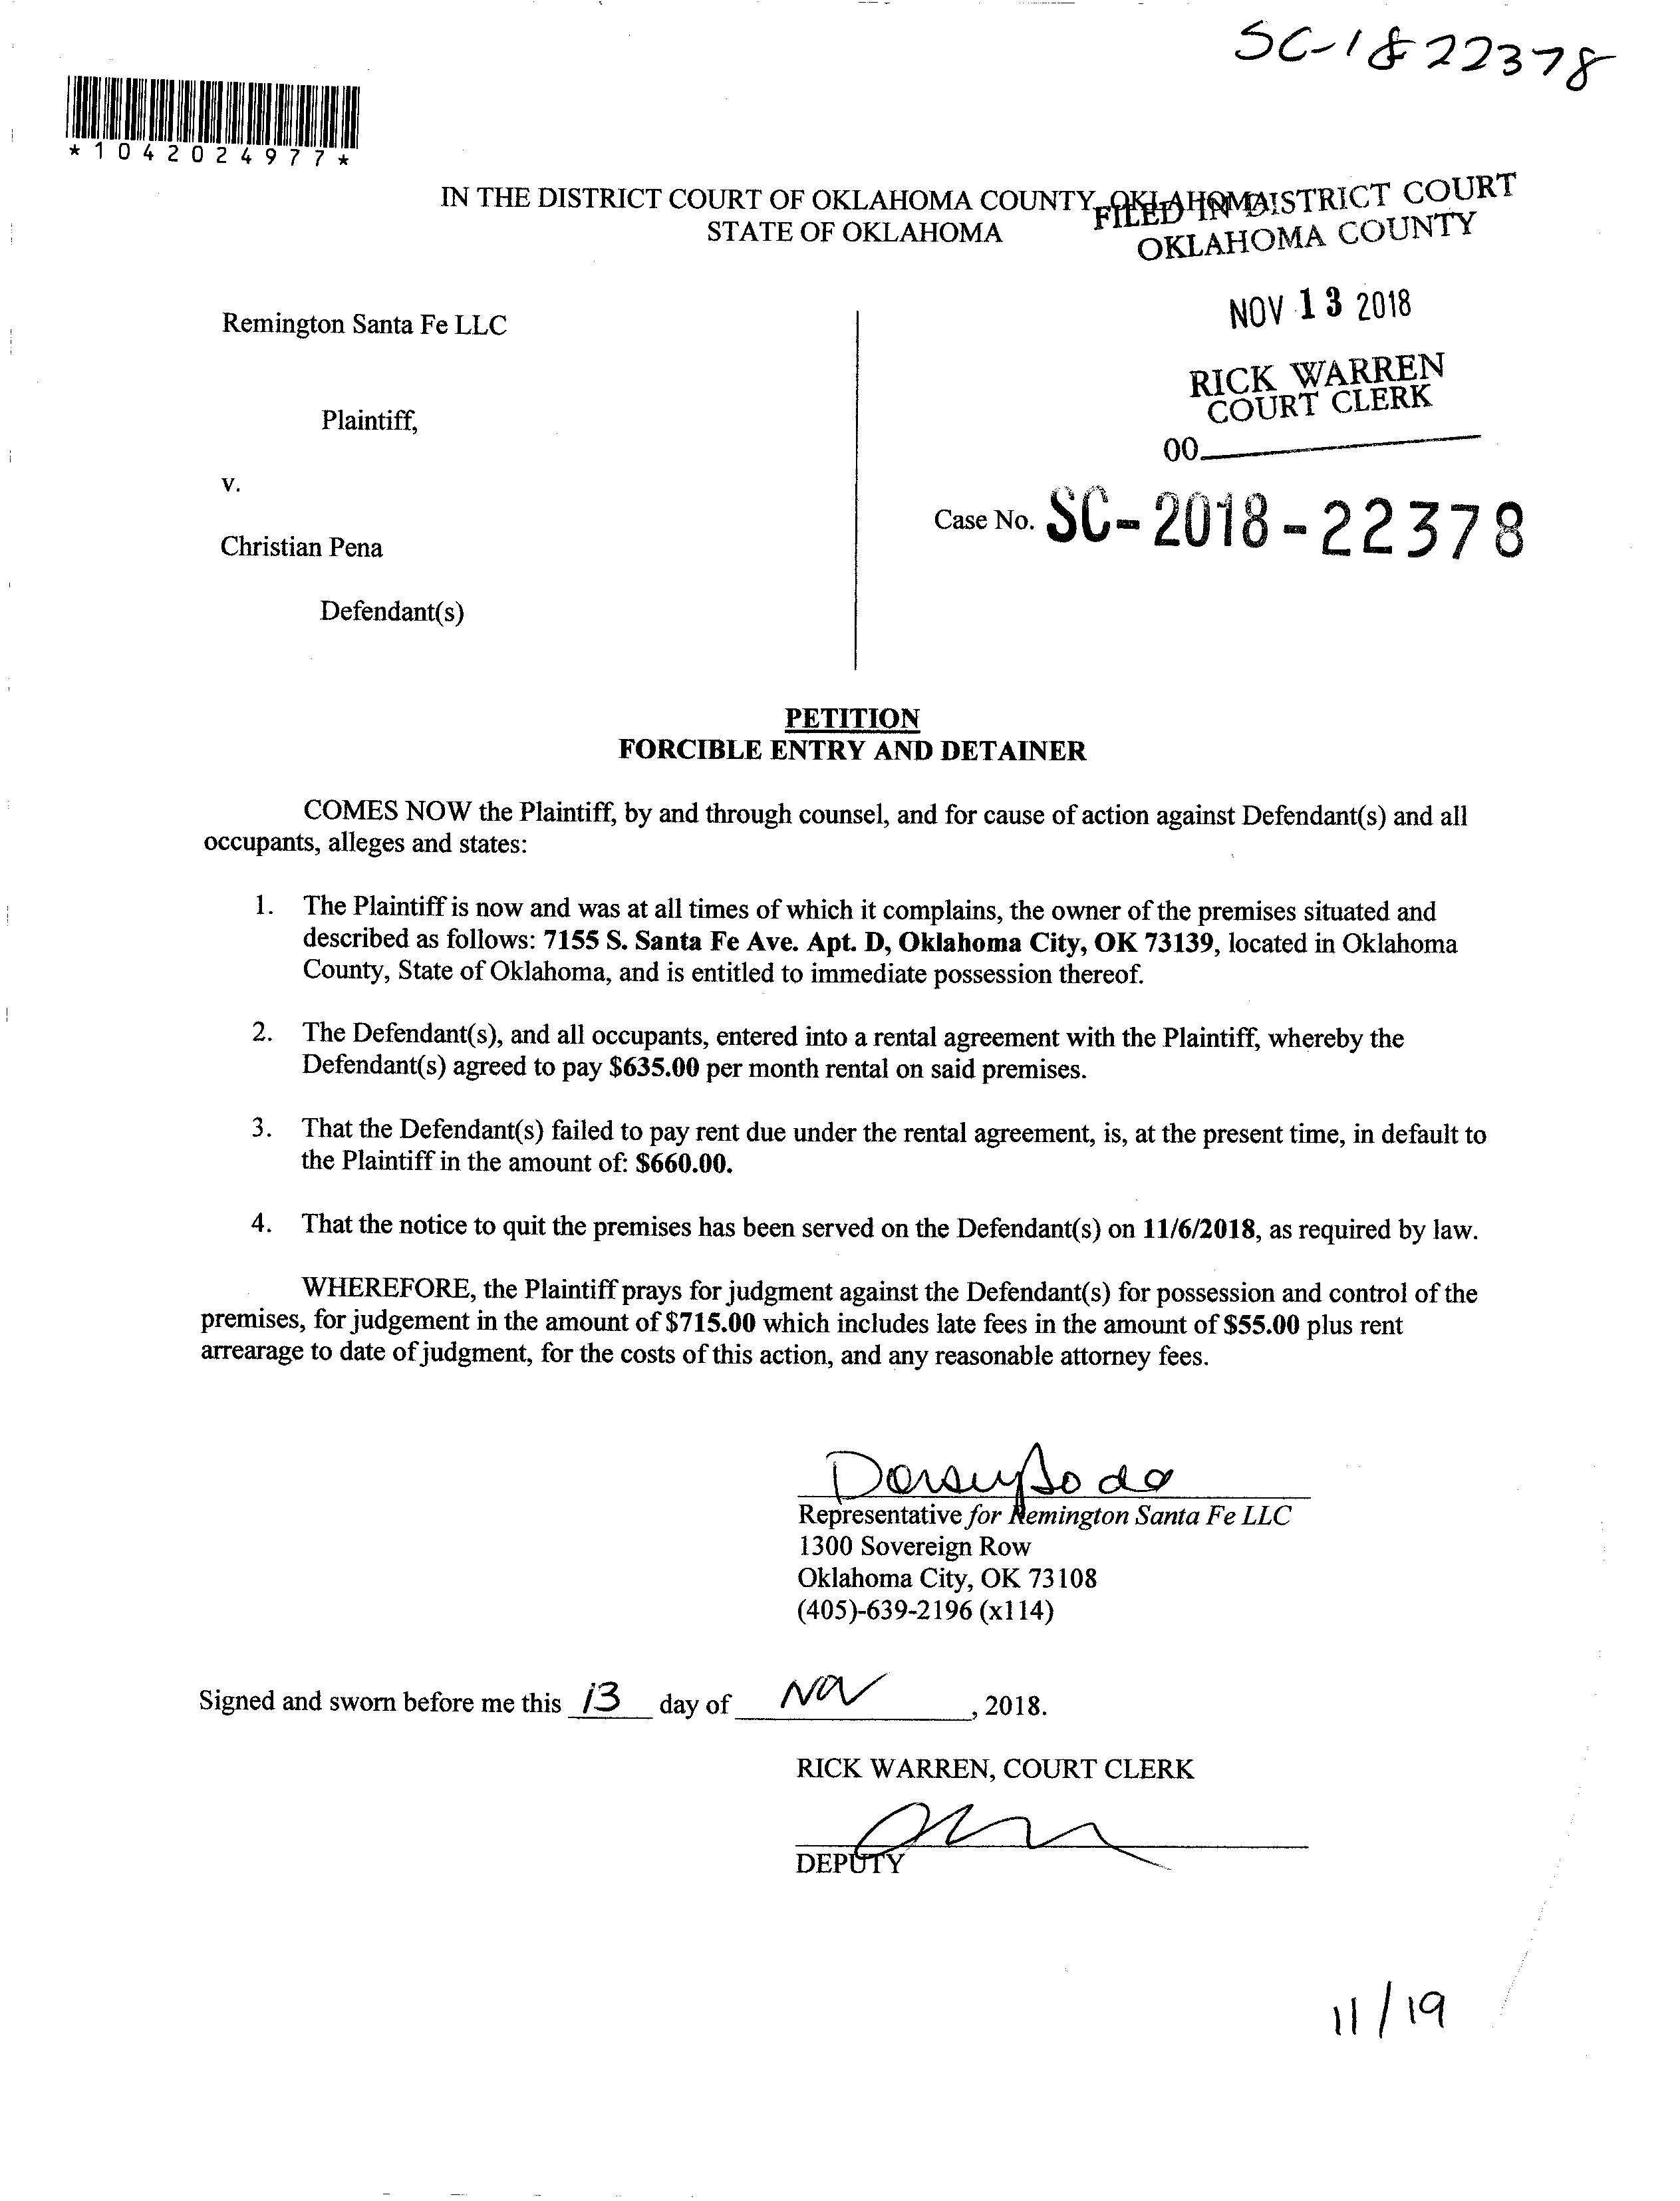 SC-18 22378
*1042024977*
IN THE DISTRICT COURT OF OKLAHOMA COUNTY, OKLAHOMA
STATE OF OKLAHOMA
FILED IN DISTRICT COURT
OKLAHOMA COUNTY
NOV 13 2018
RICK WARREN
COURT CLERK
00
Remington Santa Fe LLC
Plaintiff,
v.
Case No. SC-2018-22378
Christian Pena
Defendant(s)
PETITION
FORCIBLE ENTRY AND DETAINER
COMES NOW the Plaintiff, by and through counsel, and for cause of action against Defendant(s) and all
occupants, alleges and states:
1. The Plaintiff is now and was at all times of which it complains, the owner of the premises situated and
described as follows: 7155 S. Santa Fe Ave. Apt. D, Oklahoma City, OK 73139, located in Oklahoma
County, State of Oklahoma, and is entitled to immediate possession thereof.
2. The Defendant(s), and all occupants, entered into a rental agreement with the Plaintiff, whereby the
Defendant(s) agreed to pay $635.00 per month rental on said premises.
3. That the Defendant(s) failed to pay rent due under the rental agreement, is, at the present time, in default to
the Plaintiff in the amount of: $660.00.
4. That the notice to quit the premises has been served on the Defendant(s) on 11/6/2018, as required by law.
WHEREFORE, the Plaintiff prays for judgment against the Defendant(s) for possession and control of the
premises, for judgement in the amount of $715.00 which includes late fees in the amount of $55.00 plus rent
arrearage to date of judgment, for the costs of this action, and any reasonable attorney fees.
Representative for Remington Santa Fe LLC
1300 Sovereign Row
Oklahoma City, OK 73108
(405)-639-2196 (x114)
Signed and sworn before me this 13 day of Nov, 2018.
RICK WARREN, COURT CLERK
DEPUTY
11/19